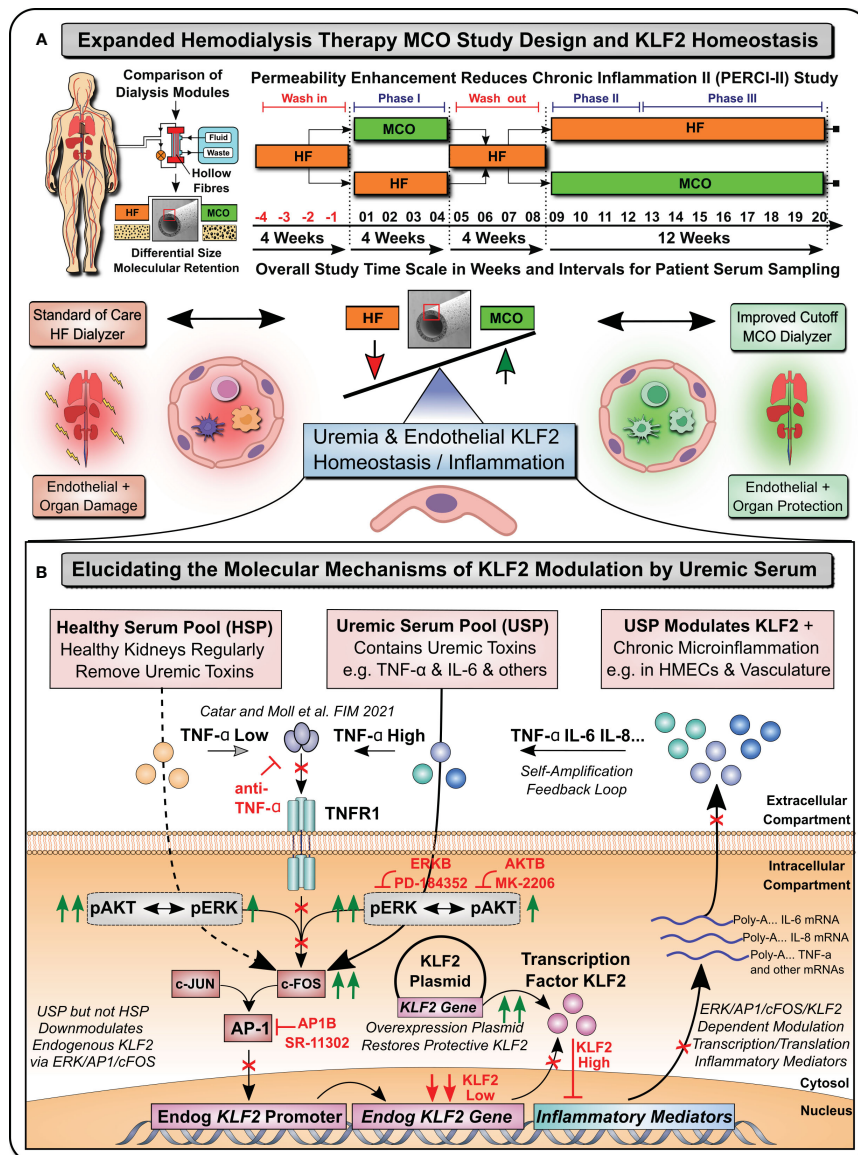 A
Expanded Hemodialysis Therapy MCO Study Design and KLF2 Homeostasis
Comparison of
Dialysis Modules
Fluid
Waste
Hollow
Fibres
HF
MCO
Differential Size
Moleculular Retention
Permeability Enhancement Reduces Chronic Inflammation II (PERCI-II) Study
Wash in
Phase I
Wash out
Phase II
Phase III
MCO
HF
HF
HF
HF
MCO
-4 -3 -2 -1 01 02 03 04 05 06 07 08 09 10 11 12 13 14 15 16 17 18 19 20
4 Weeks
4 Weeks
4 Weeks
12 Weeks
Overall Study Time Scale in Weeks and Intervals for Patient Serum Sampling
Standard of Care
HF Dialyzer
HF
MCO
Improved Cutoff
MCO Dialyzer
Uremia & Endothelial KLF2
Homeostasis / Inflammation
Endothelial +
Organ Damage
Endothelial +
Organ Protection
B
Elucidating the Molecular Mechanisms of KLF2 Modulation by Uremic Serum
Healthy Serum Pool (HSP)
Healthy Kidneys Regularly
Remove Uremic Toxins
Uremic Serum Pool (USP)
Contains Uremic Toxins
e.g. TNF-α & IL-6 & others
USP Modulates KLF2 +
Chronic Microinflammation
e.g. in HMECs & Vasculature
Catar and Moll et al. FIM 2021
TNF-α Low
TNF-α High
TNF-α IL-6 IL-8...
Self-Amplification
Feedback Loop
anti-
TNF-α
TNFR1
Extracellular
Compartment
Intracellular
Compartment
ERKB
PD-184352
AKTB
MK-2206
pAKT
pERK
pERK
pAKT
Poly-A... IL-6 mRNA
Poly-A... IL-8 mRNA
Poly-A... TNF-a
and other mRNAs
c-JUN
c-FOS
KLF2
Plasmid
KLF2 Gene
Transcription
Factor KLF2
AP-1
AP1B
SR-11302
Overexpression Plasmid
Restores Protective KLF2
USP but not HSP
Downmodulates
Endogenous KLF2
via ERK/AP1/cFOS
ERK/AP1/cFOS/KLF2
Dependent Modulation
Transcription/Translation
Inflammatory Mediators
KLF2
Low
KLF2
High
Cytosol
Nucleus
Endog KLF2 Promoter
Endog KLF2 Gene
Inflammatory Mediators